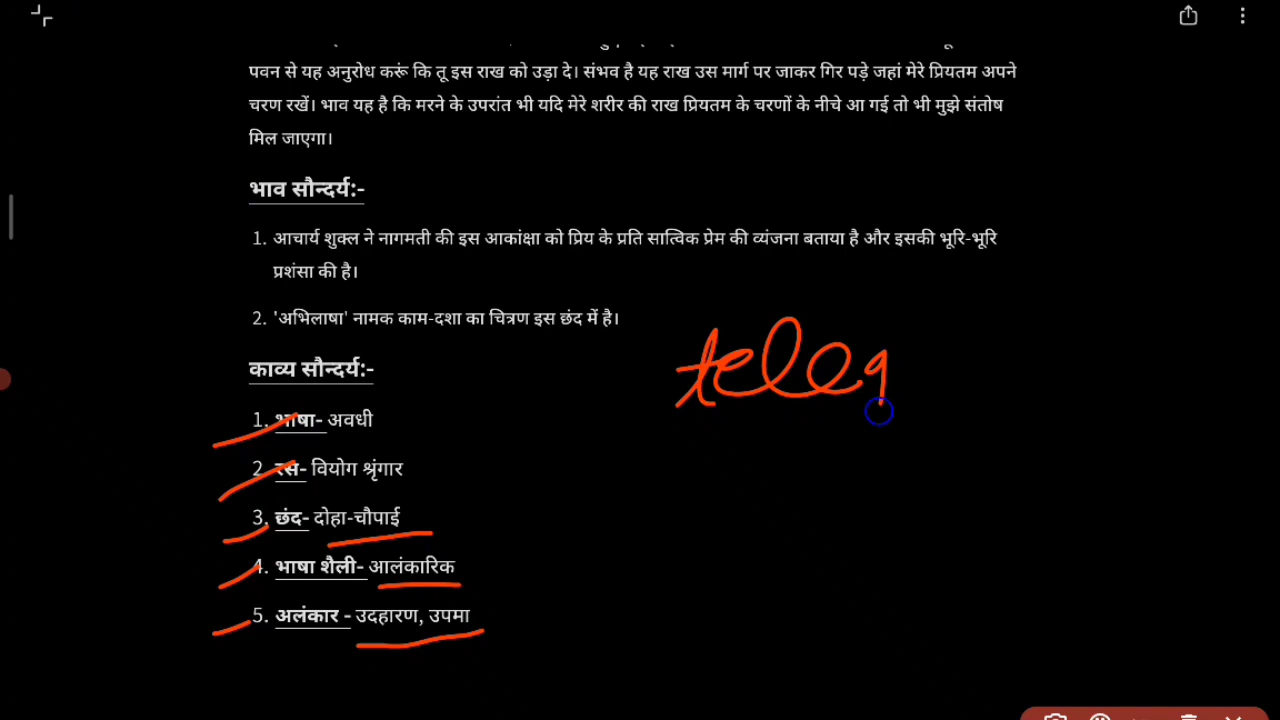 पवन से यह अनुरोध करूं कि तू इस राख को उड़ा दे। संभव है यह राख उस मार्ग पर जाकर गिर पड़े जहां मेरे प्रियतम अपने
चरण रखें। भाव यह है कि मरने के उपरांत भी यदि मेरे शरीर की राख प्रियतम के चरणों के नीचे आ गई तो भी मुझे संतोष
मिल जाएगा।
भाव सौन्दर्य:-
1. आचार्य शुक्ल ने नागमती की इस आकांक्षा को प्रिय के प्रति सात्विक प्रेम की व्यंजना बताया है और इसकी भूरि-भूरि
प्रशंसा की है।
2. 'अभिलाषा' नामक काम-दशा का चित्रण इस छंद में है।
teleg
काव्य सौन्दर्य:-
1. भाषा- अवधी
2. रस- वियोग श्रृंगार
3. छंद- दोहा-चौपाई
4. भाषा शैली- आलंकारिक
5. अलंकार - उदहारण, उपमा